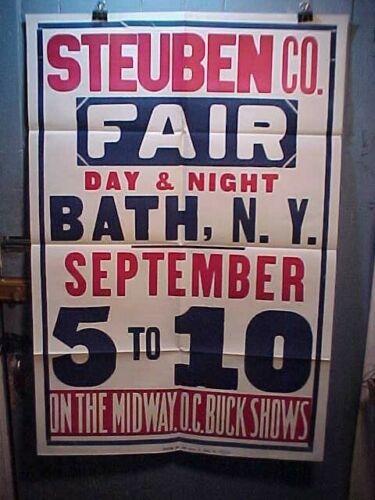 STEUBEN CO.
FAIR
DAY & NIGHT
BATH, N. Y.
SEPTEMBER
5 TO 10
ON THE MIDWAY, O.C. BUCK SHOWS